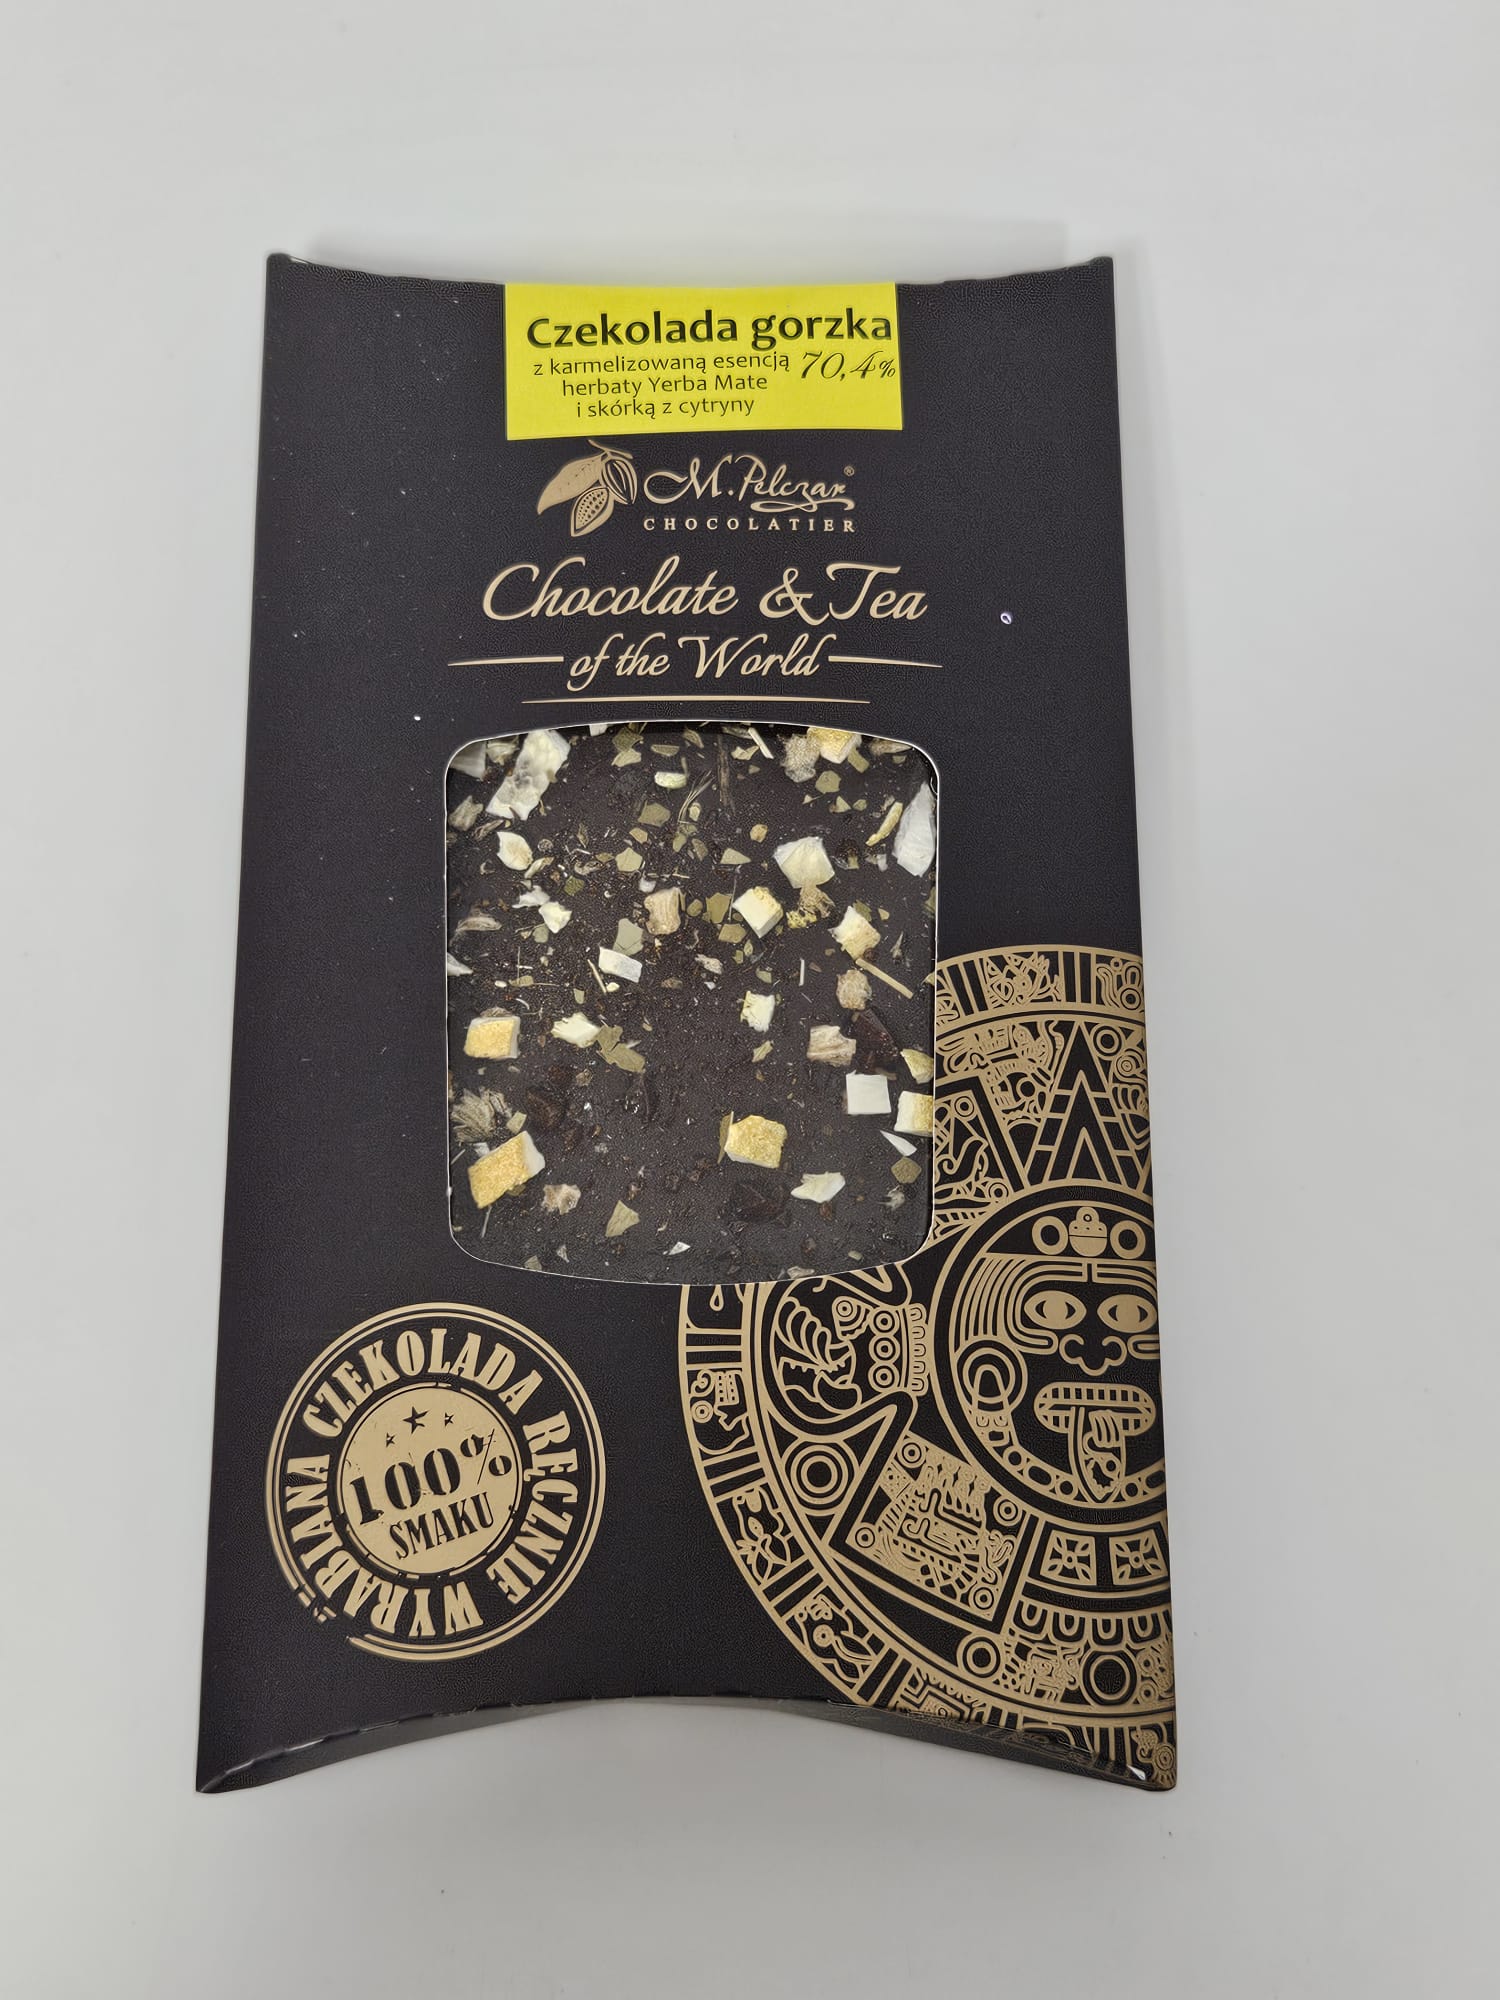 Czekolada gorzka
z karmelizowaną esencją 70,4%
herbaty Yerba Mate
i skórką z cytryny
M. Pelczar®
CHOCOLATIER
Chocolate & Tea
of the World
CZEKOLADA RĘCZNIE WYRABIANA
100%
SMAKU